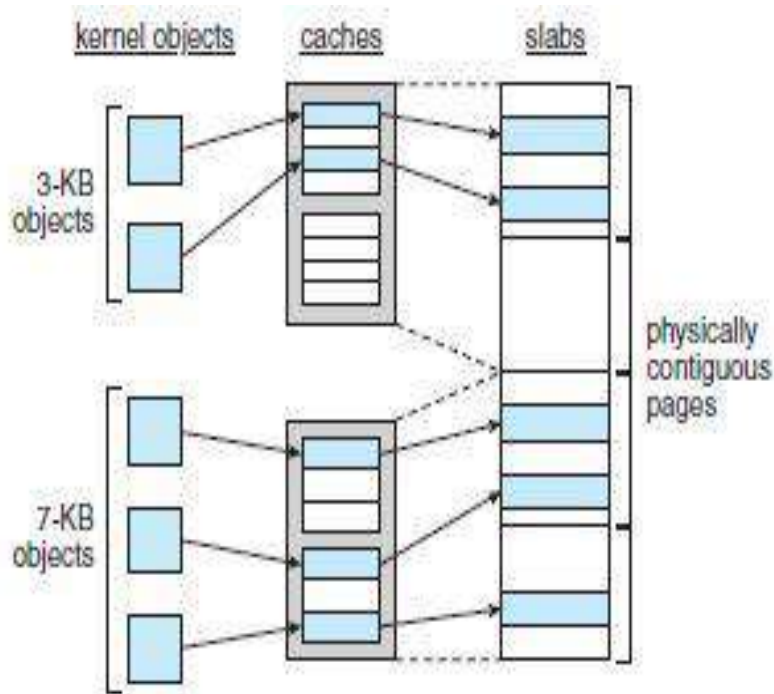 kernel objects
caches
slabs
3-KB
objects
physically
contiguous
pages
7-KB
objects